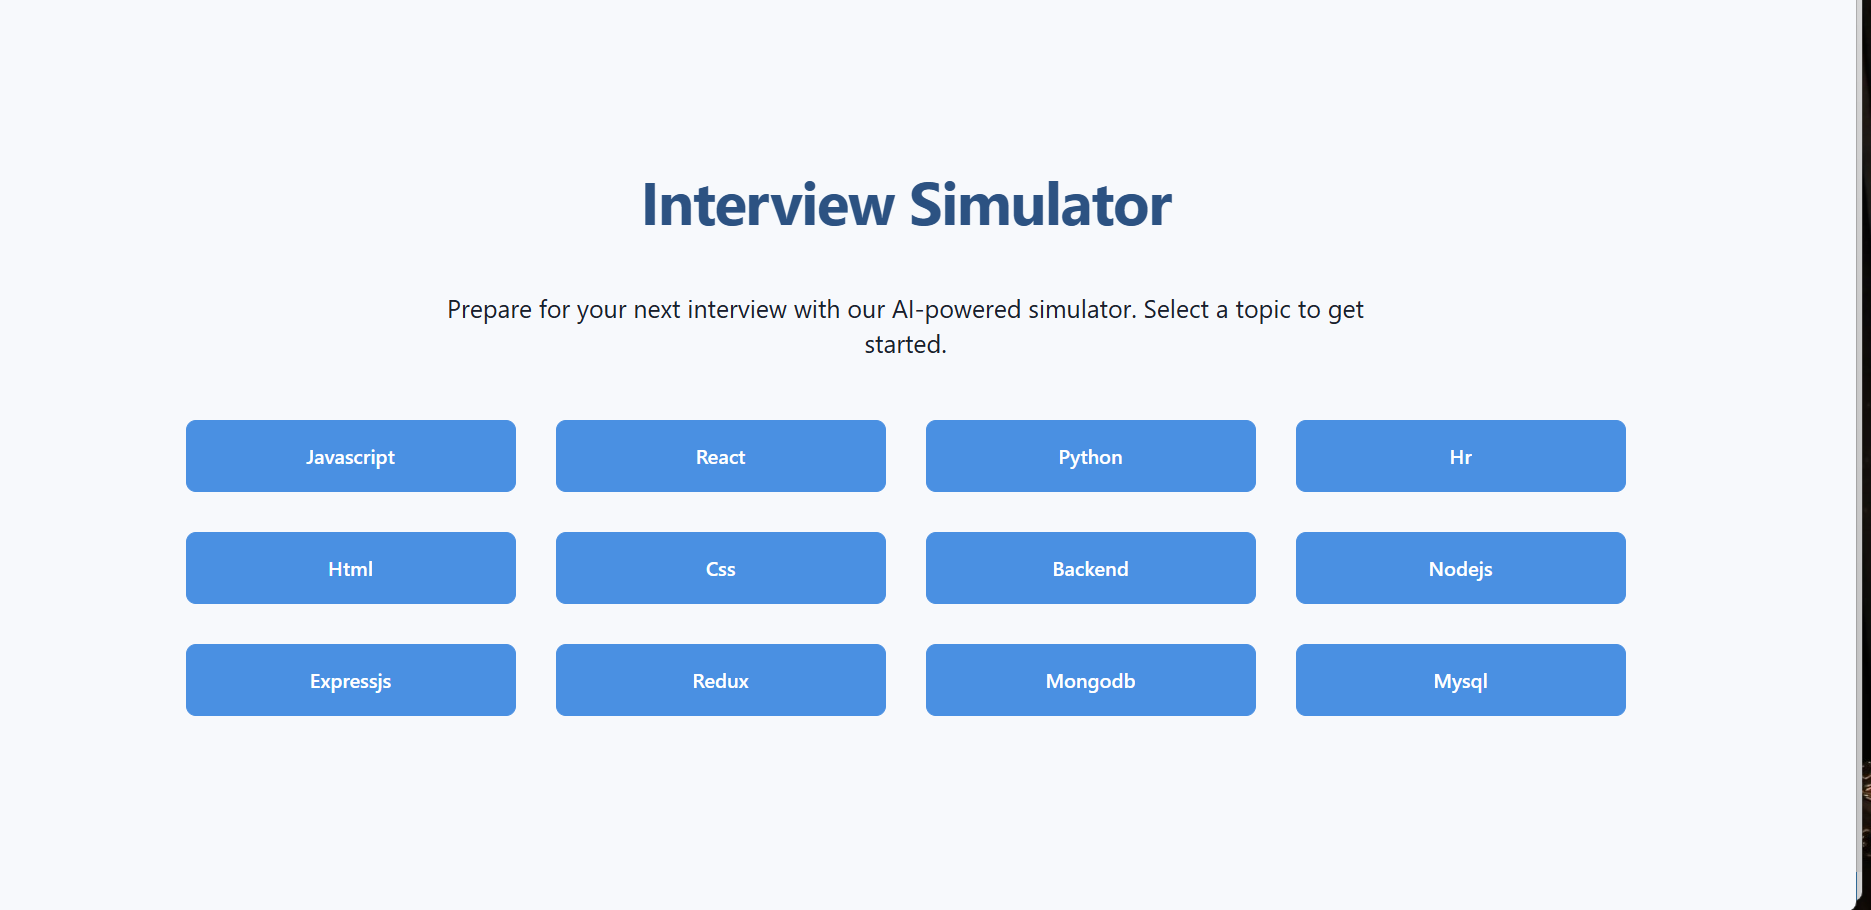 Interview Simulator
Prepare for your next interview with our AI-powered simulator. Select a topic to get
started.
Javascript
React
Python
Hr
Html
Css
Backend
Nodejs
Expressjs
Redux
Mongodb
Mysql